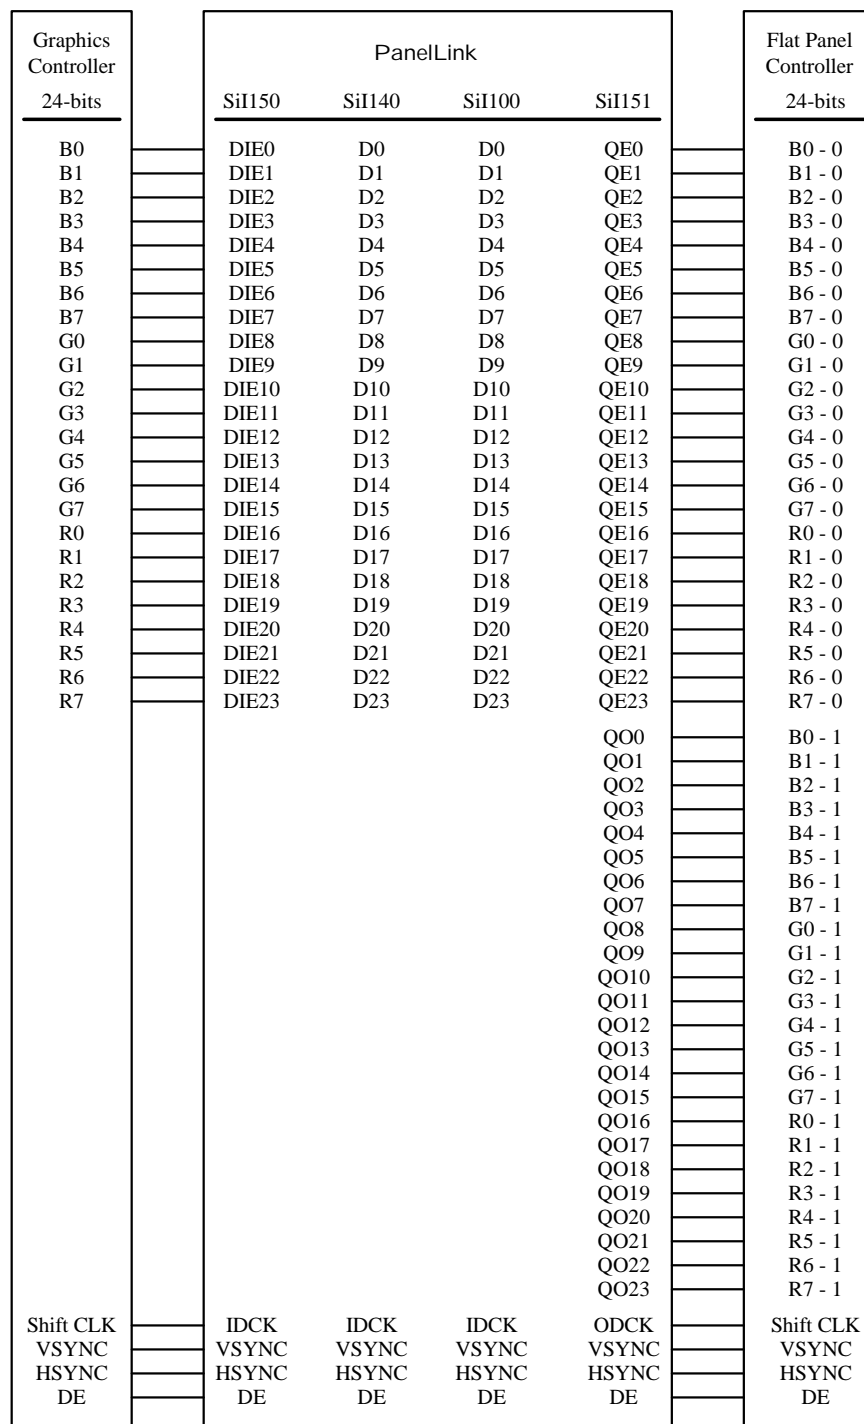 Graphics Controller PanelLink Flat Panel Controller
24-bits SiI150 SiI140 SiI100 SiI151 24-bits
B0 DIE0 D0 D0 QE0 B0 - 0
B1 DIE1 D1 D1 QE1 B1 - 0
B2 DIE2 D2 D2 QE2 B2 - 0
B3 DIE3 D3 D3 QE3 B3 - 0
B4 DIE4 D4 D4 QE4 B4 - 0
B5 DIE5 D5 D5 QE5 B5 - 0
B6 DIE6 D6 D6 QE6 B6 - 0
B7 DIE7 D7 D7 QE7 B7 - 0
G0 DIE8 D8 D8 QE8 G0 - 0
G1 DIE9 D9 D9 QE9 G1 - 0
G2 DIE10 D10 D10 QE10 G2 - 0
G3 DIE11 D11 D11 QE11 G3 - 0
G4 DIE12 D12 D12 QE12 G4 - 0
G5 DIE13 D13 D13 QE13 G5 - 0
G6 DIE14 D14 D14 QE14 G6 - 0
G7 DIE15 D15 D15 QE15 G7 - 0
R0 DIE16 D16 D16 QE16 R0 - 0
R1 DIE17 D17 D17 QE17 R1 - 0
R2 DIE18 D18 D18 QE18 R2 - 0
R3 DIE19 D19 D19 QE19 R3 - 0
R4 DIE20 D20 D20 QE20 R4 - 0
R5 DIE21 D21 D21 QE21 R5 - 0
R6 DIE22 D22 D22 QE22 R6 - 0
R7 DIE23 D23 D23 QE23 R7 - 0
QO0 B0 - 1
QO1 B1 - 1
QO2 B2 - 1
QO3 B3 - 1
QO4 B4 - 1
QO5 B5 - 1
QO6 B6 - 1
QO7 B7 - 1
QO8 G0 - 1
QO9 G1 - 1
QO10 G2 - 1
QO11 G3 - 1
QO12 G4 - 1
QO13 G5 - 1
QO14 G6 - 1
QO15 G7 - 1
QO16 R0 - 1
QO17 R1 - 1
QO18 R2 - 1
QO19 R3 - 1
QO20 R4 - 1
QO21 R5 - 1
QO22 R6 - 1
QO23 R7 - 1
Shift CLK IDCK IDCK IDCK ODCK Shift CLK
VSYNC VSYNC VSYNC VSYNC VSYNC VSYNC
HSYNC HSYNC HSYNC HSYNC HSYNC HSYNC
DE DE DE DE DE DE